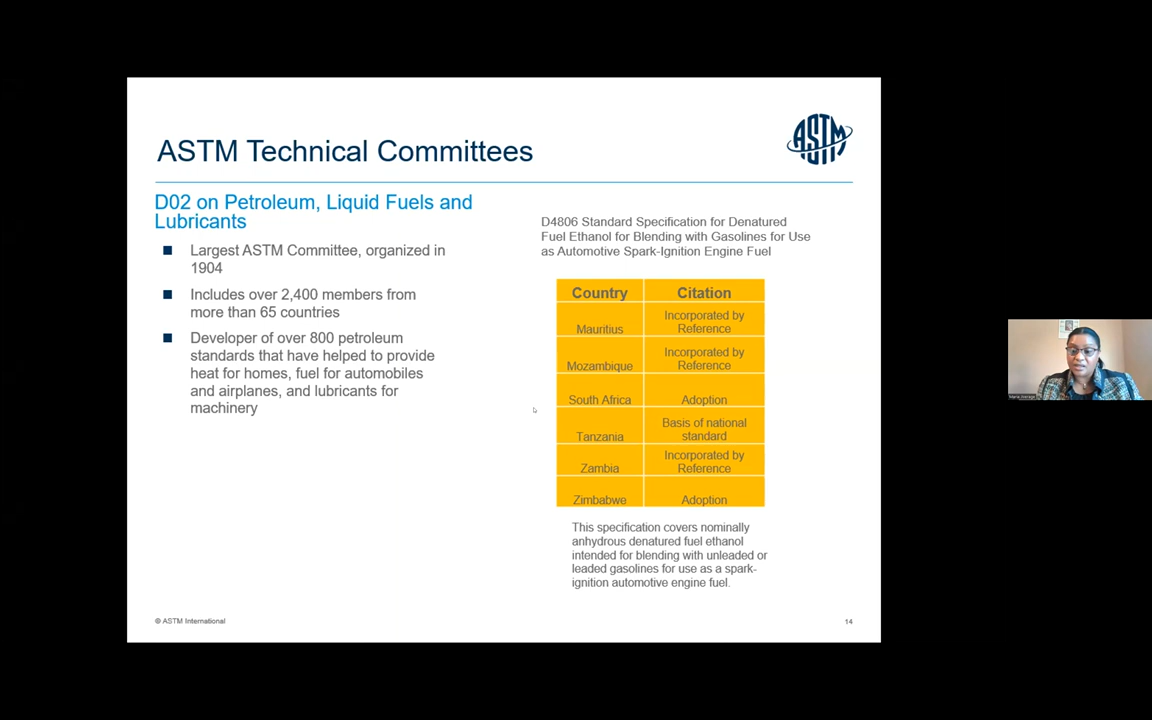 ASTM Technical Committees
ASTM
D02 on Petroleum, Liquid Fuels and
Lubricants
Largest ASTM Committee, organized in
1904
Includes over 2,400 members from
more than 65 countries
Developer of over 800 petroleum
standards that have helped to provide
heat for homes, fuel for automobiles
and airplanes, and lubricants for
machinery
D4806 Standard Specification for Denatured
Fuel Ethanol for Blending with Gasolines for Use
as Automotive Spark-Ignition Engine Fuel
Country Citation
Mauritius Incorporated by
Reference
Mozambique Incorporated by
Reference
South Africa Adoption
Tanzania Basis of national
standard
Zambia Incorporated by
Reference
Zimbabwe Adoption
This specification covers nominally
anhydrous denatured fuel ethanol
intended for blending with unleaded or
leaded gasolines for use as a spark-
ignition automotive engine fuel.
© ASTM International
14